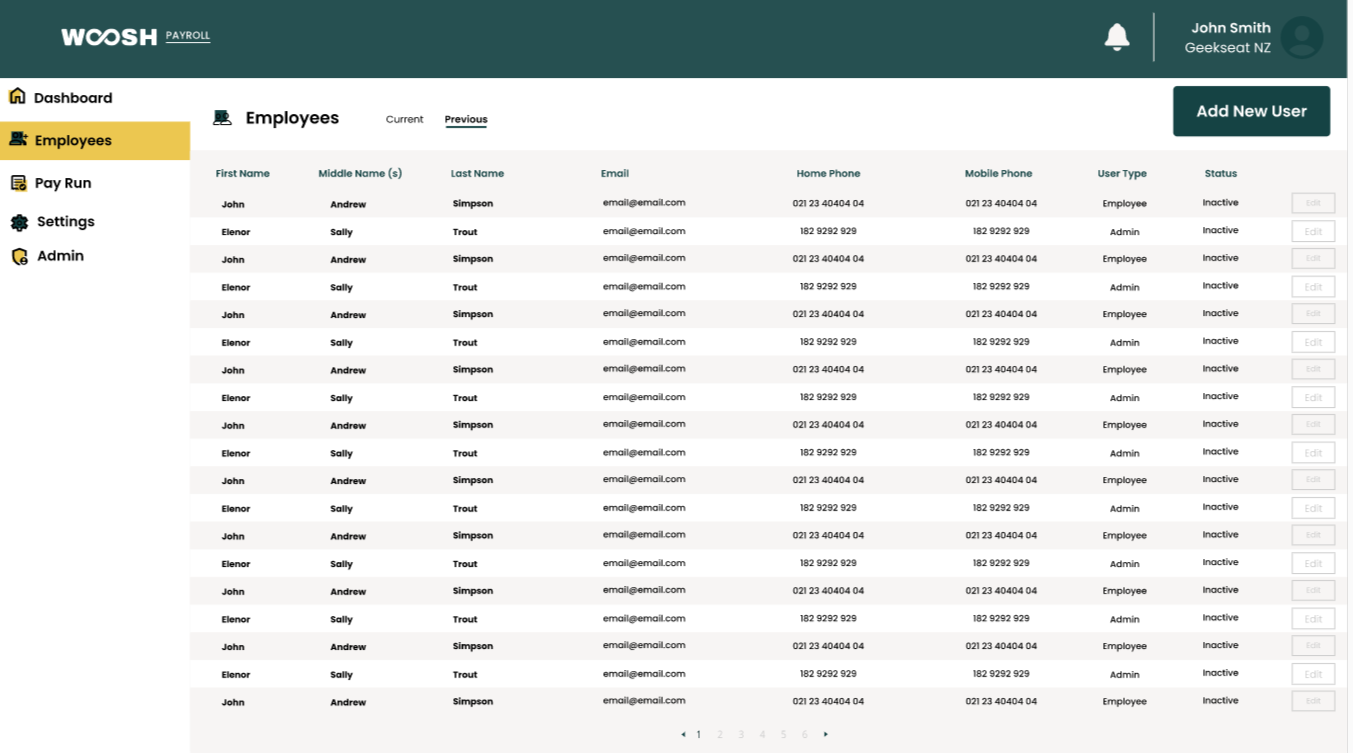 WOOSH PAYROLL
John Smith
Geekseat NZ
Dashboard
Employees
Pay Run
Settings
Admin
Employees Current Previous
Add New User
First Name Middle Name (s) Last Name Email Home Phone Mobile Phone User Type Status
John Andrew Simpson email@email.com 021 23 40404 04 021 23 40404 04 Employee Inactive Edit
Elenor Sally Trout email@email.com 182 9292 929 182 9292 929 Admin Inactive Edit
John Andrew Simpson email@email.com 021 23 40404 04 021 23 40404 04 Employee Inactive Edit
Elenor Sally Trout email@email.com 182 9292 929 182 9292 929 Admin Inactive Edit
John Andrew Simpson email@email.com 021 23 40404 04 021 23 40404 04 Employee Inactive Edit
Elenor Sally Trout email@email.com 182 9292 929 182 9292 929 Admin Inactive Edit
John Andrew Simpson email@email.com 021 23 40404 04 021 23 40404 04 Employee Inactive Edit
Elenor Sally Trout email@email.com 182 9292 929 182 9292 929 Admin Inactive Edit
John Andrew Simpson email@email.com 021 23 40404 04 021 23 40404 04 Employee Inactive Edit
Elenor Sally Trout email@email.com 182 9292 929 182 9292 929 Admin Inactive Edit
John Andrew Simpson email@email.com 021 23 40404 04 021 23 40404 04 Employee Inactive Edit
Elenor Sally Trout email@email.com 182 9292 929 182 9292 929 Admin Inactive Edit
John Andrew Simpson email@email.com 021 23 40404 04 021 23 40404 04 Employee Inactive Edit
Elenor Sally Trout email@email.com 182 9292 929 182 9292 929 Admin Inactive Edit
John Andrew Simpson email@email.com 021 23 40404 04 021 23 40404 04 Employee Inactive Edit
Elenor Sally Trout email@email.com 182 9292 929 182 9292 929 Admin Inactive Edit
John Andrew Simpson email@email.com 021 23 40404 04 021 23 40404 04 Employee Inactive Edit
Elenor Sally Trout email@email.com 182 9292 929 182 9292 929 Admin Inactive Edit
John Andrew Simpson email@email.com 021 23 40404 04 021 23 40404 04 Employee Inactive Edit
1 2 3 4 5 6